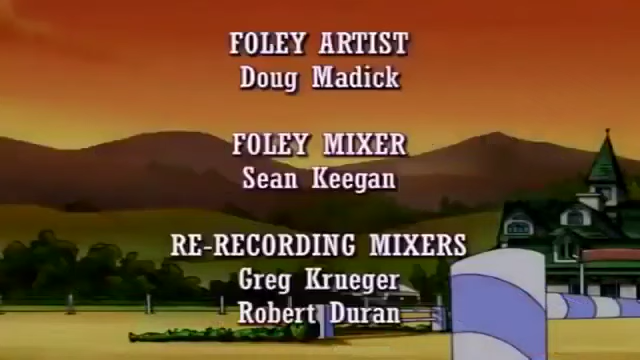 FOLEY ARTIST
Doug Madick
FOLEY MIXER
Sean Keegan
RE-RECORDING MIXERS
Greg Krueger
Robert Duran